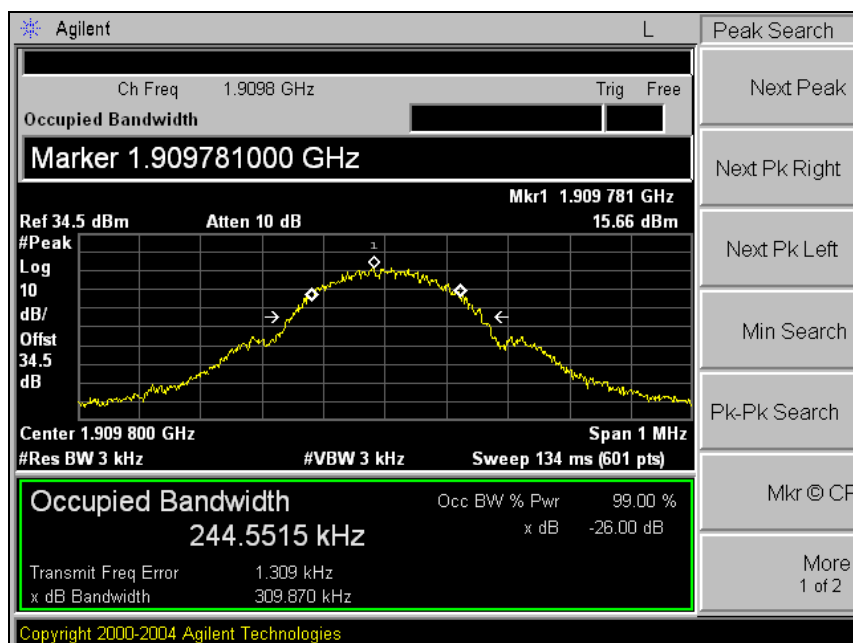 Agilent L Peak Search
Ch Freq 1.9098 GHz Trig Free
Occupied Bandwidth
Marker 1.909781000 GHz
Mkr1 1.909 781 GHz
Ref 34.5 dBm Atten 10 dB 15.66 dBm
#Peak
Log
10
dB/
Offst
34.5
dB
1
Center 1.909 800 GHz Span 1 MHz
#Res BW 3 kHz #VBW 3 kHz Sweep 134 ms (601 pts)
Occupied Bandwidth
244.5515 kHz
Occ BW % Pwr 99.00 %
x dB -26.00 dB
Transmit Freq Error 1.309 kHz
x dB Bandwidth 309.870 kHz
Copyright 2000-2004 Agilent Technologies
Next Peak
Next Pk Right
Next Pk Left
Min Search
Pk-Pk Search
Mkr © CF
More
1 of 2